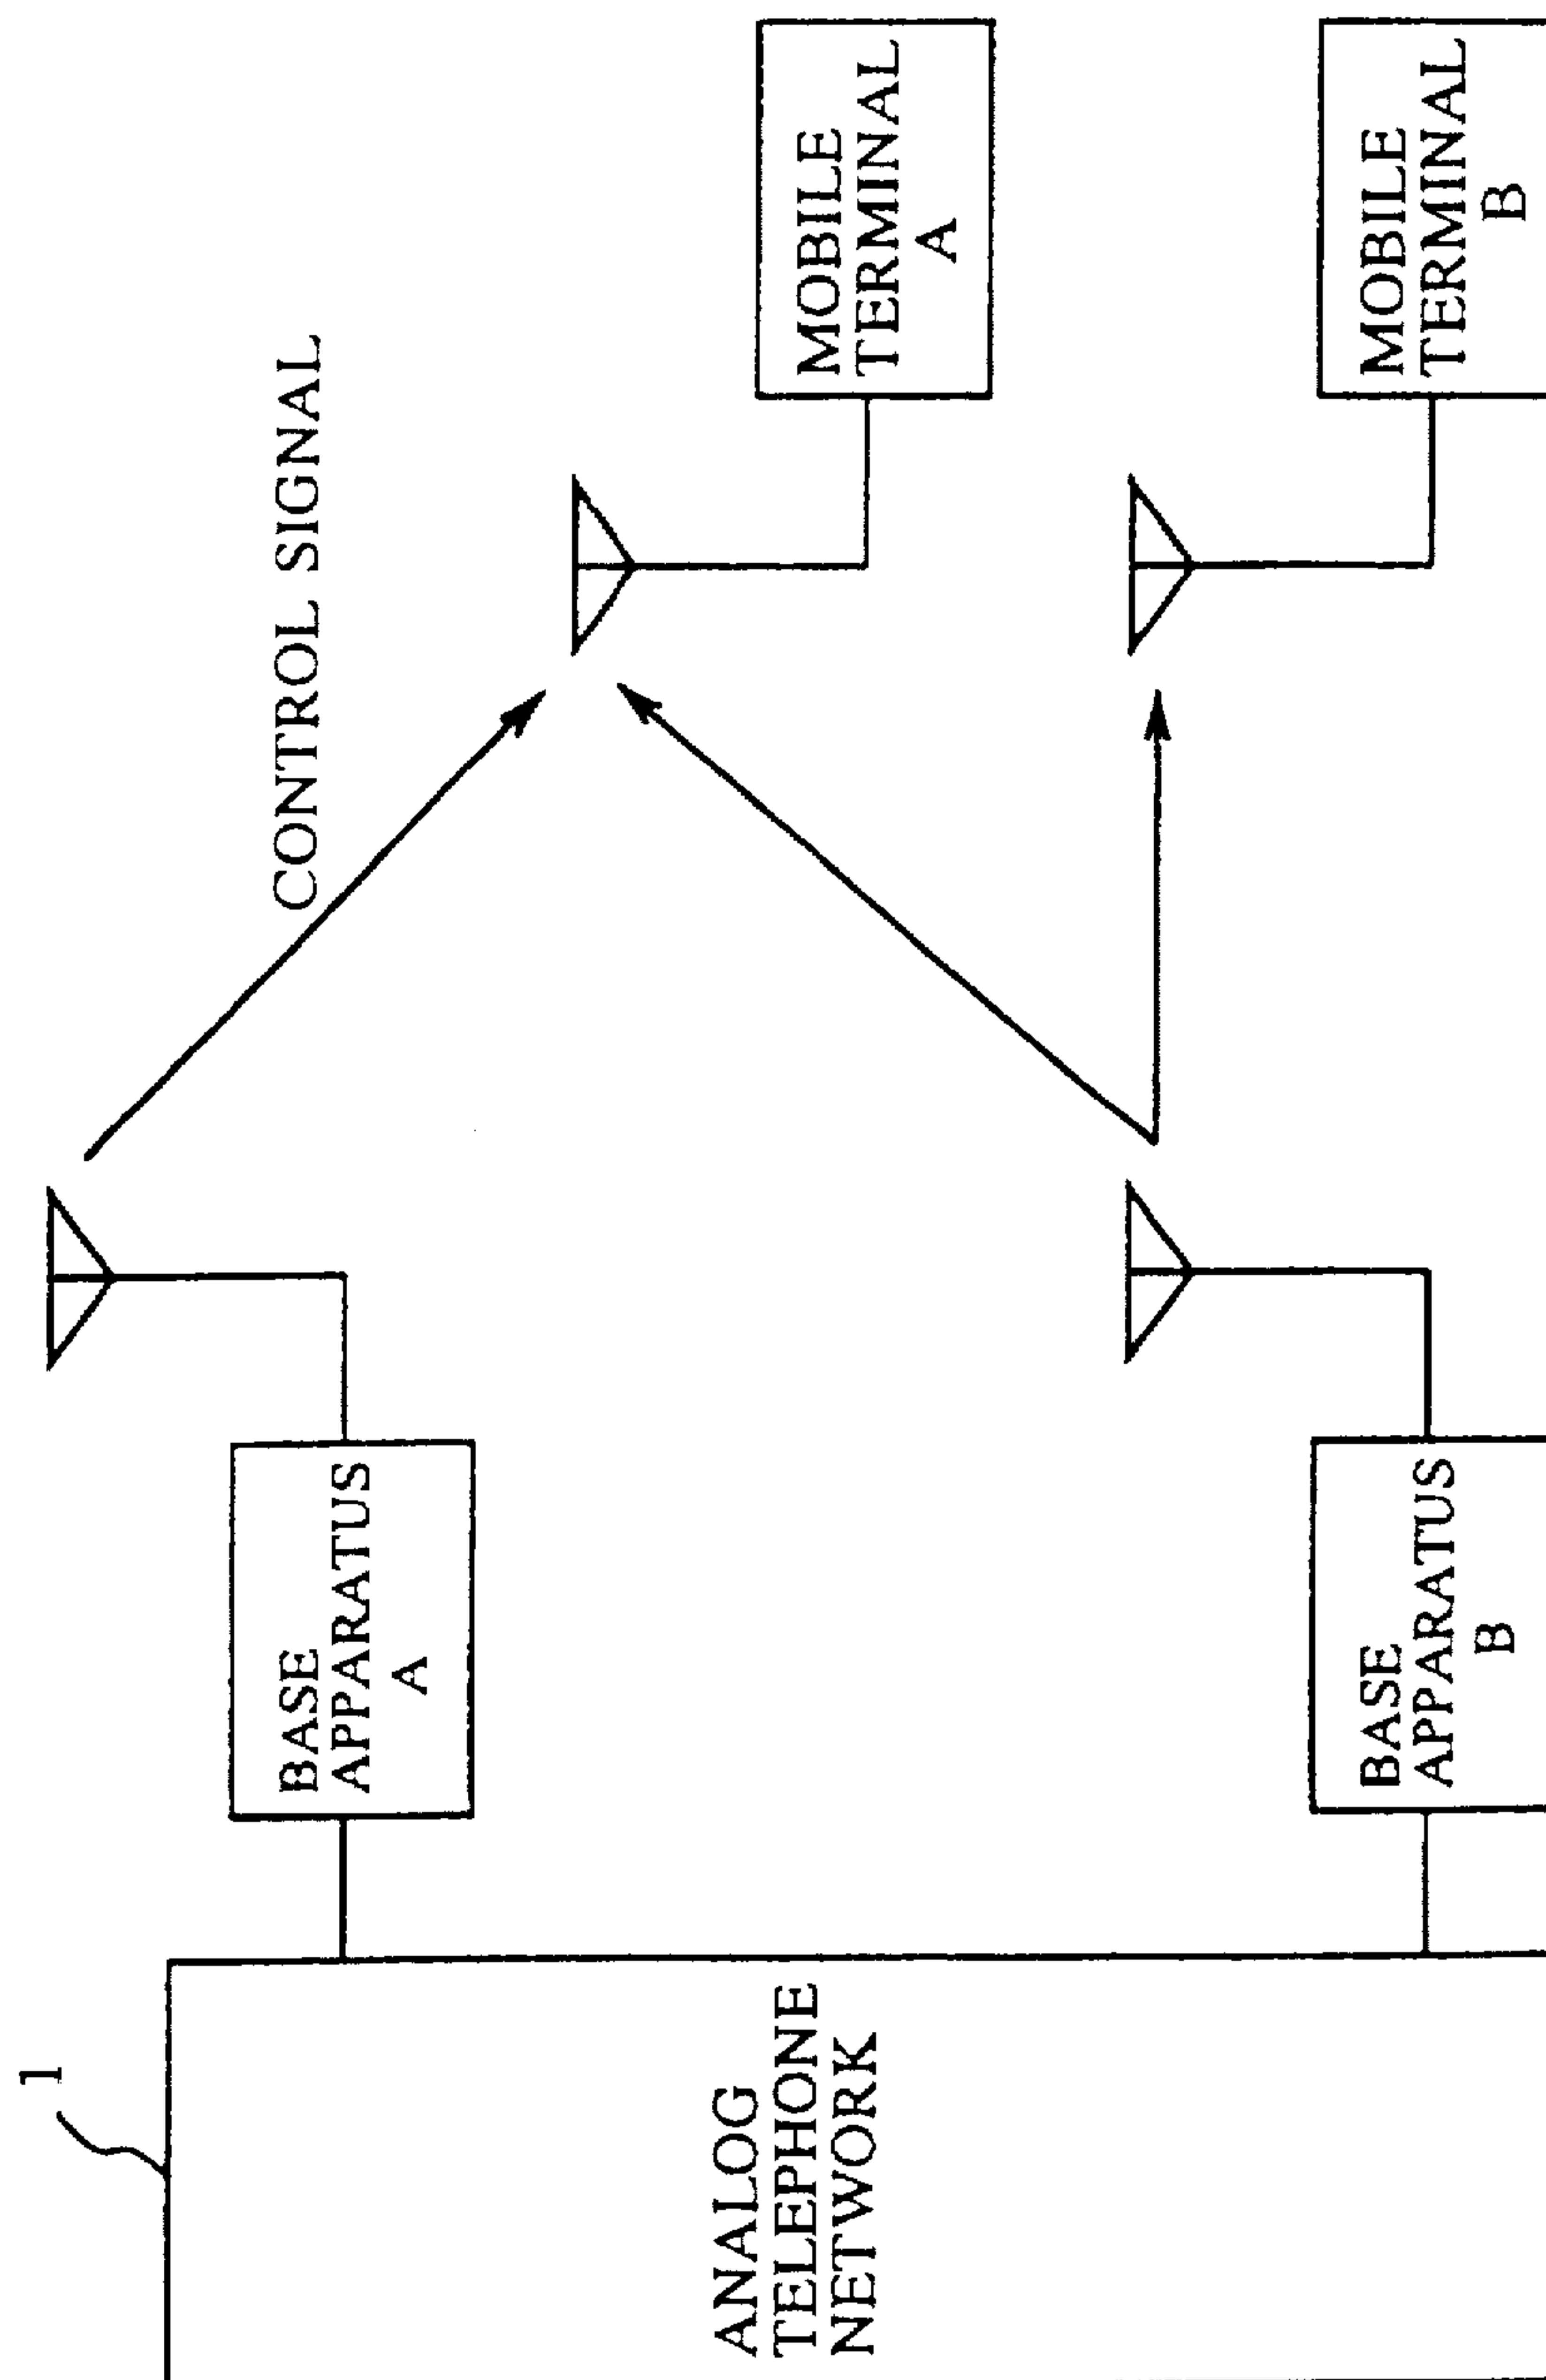 1
ANALOG
TELEPHONE
NETWORK
BASE
APPARATUS
A
BASE
APPARATUS
B
CONTROL SIGNAL
MOBILE
TERMINAL
A
MOBILE
TERMINAL
B